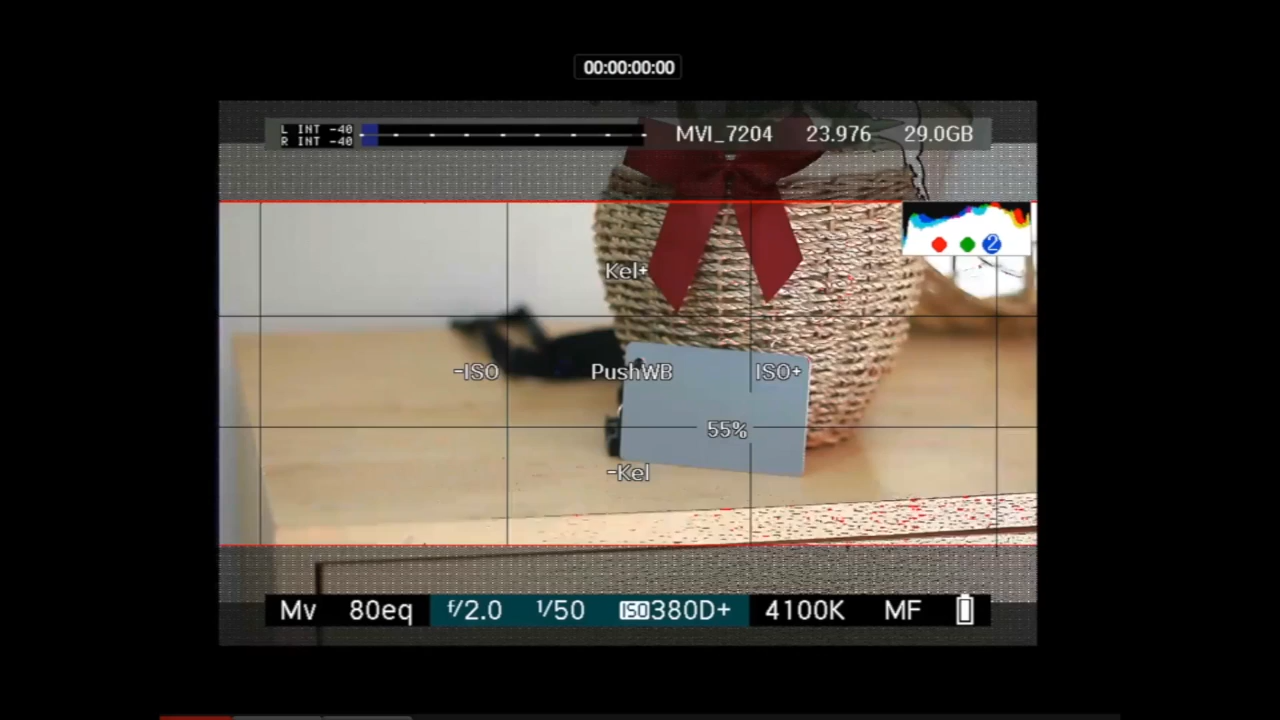 00:00:00:00
L INT -40
R INT -40
MVI_7204 23.976 29.0GB
2
Kel+
-ISO PushWB ISO+
55%
-Kel
Mv 80eq f/2.0 1/50 ISO380D+ 4100K MF